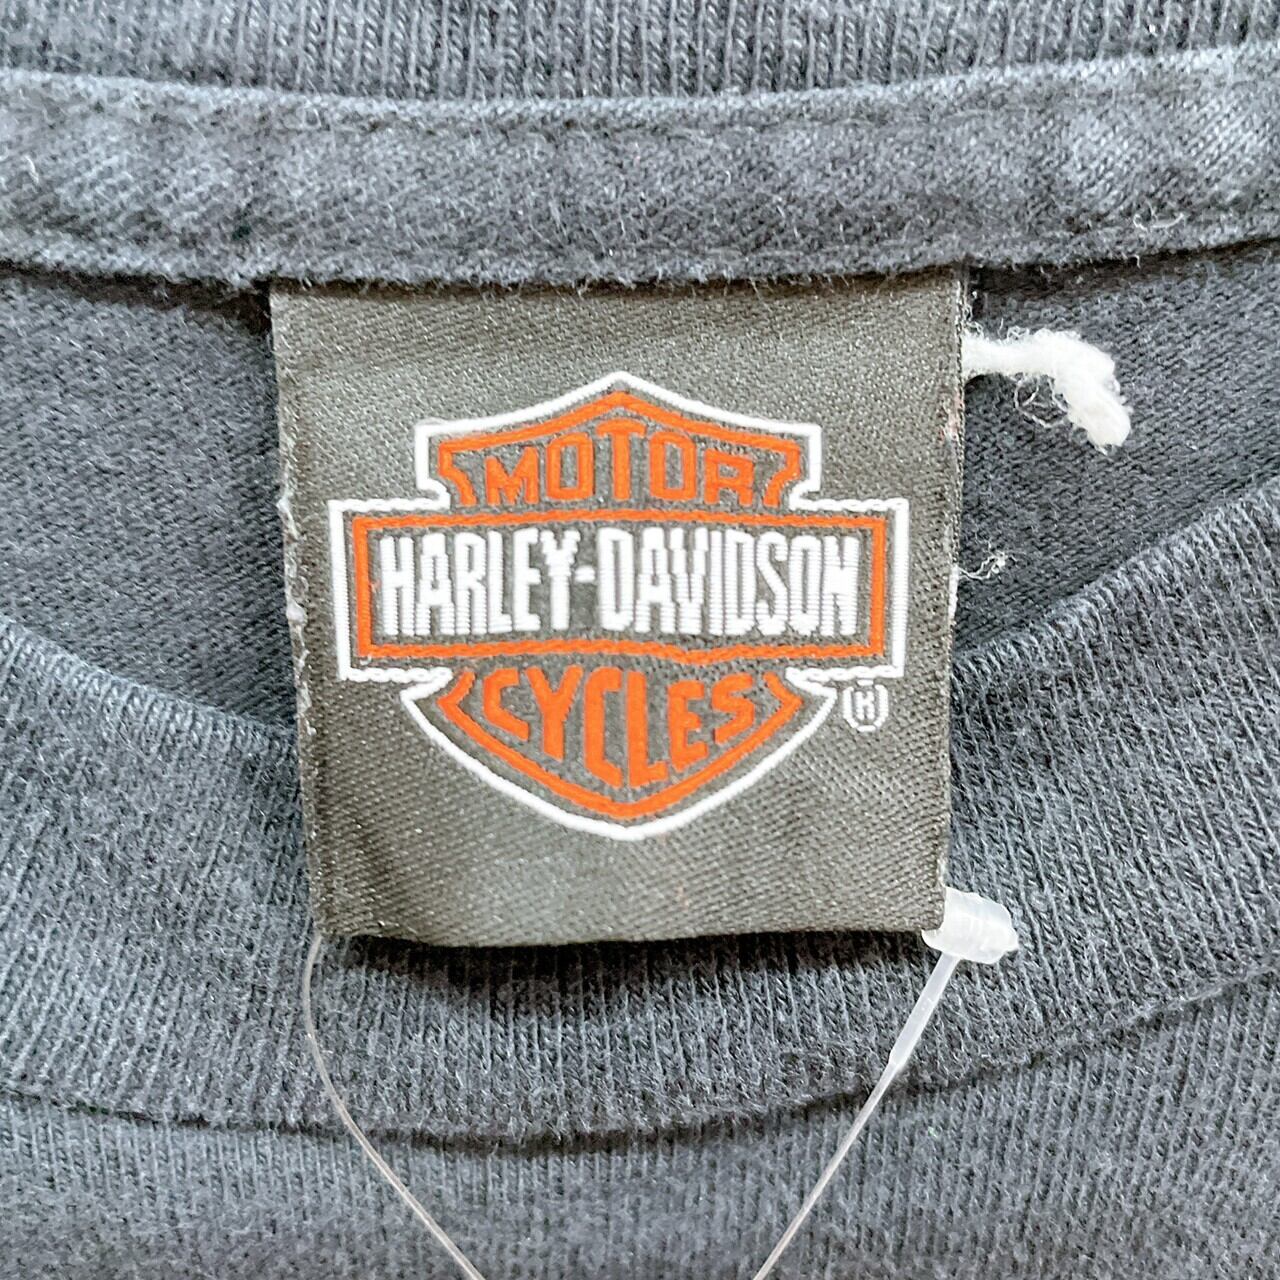 MOTOR
HARLEY-DAVIDSON
CYCLES
®